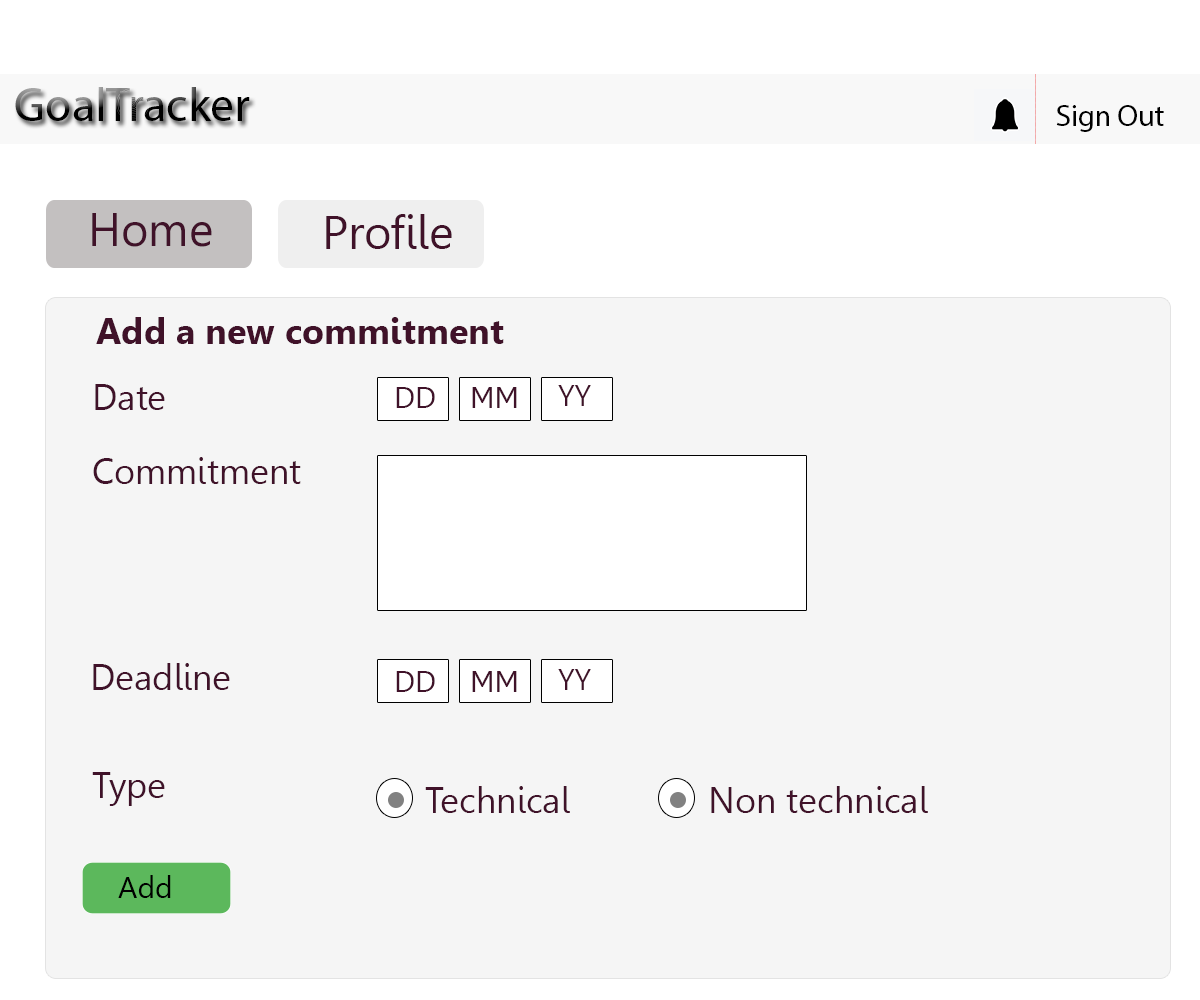 GoalTracker
Sign Out
Home Profile
Add a new commitment
Date DD MM YY
Commitment
Deadline DD MM YY
Type Technical Non technical
Add